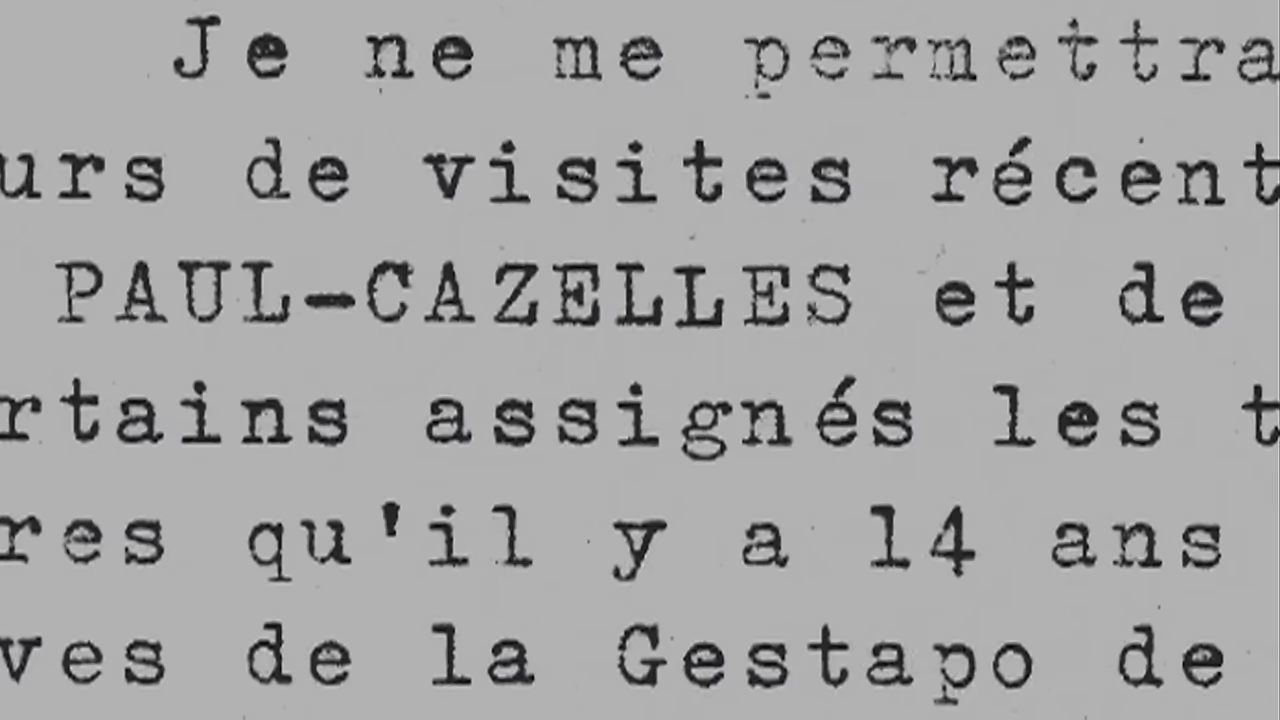 Je ne me permettra
urs de visites récent
PAUL-CAZELLES et de
rtains assignés les t
res qu'il y a 14 ans
ves de la Gestapo de